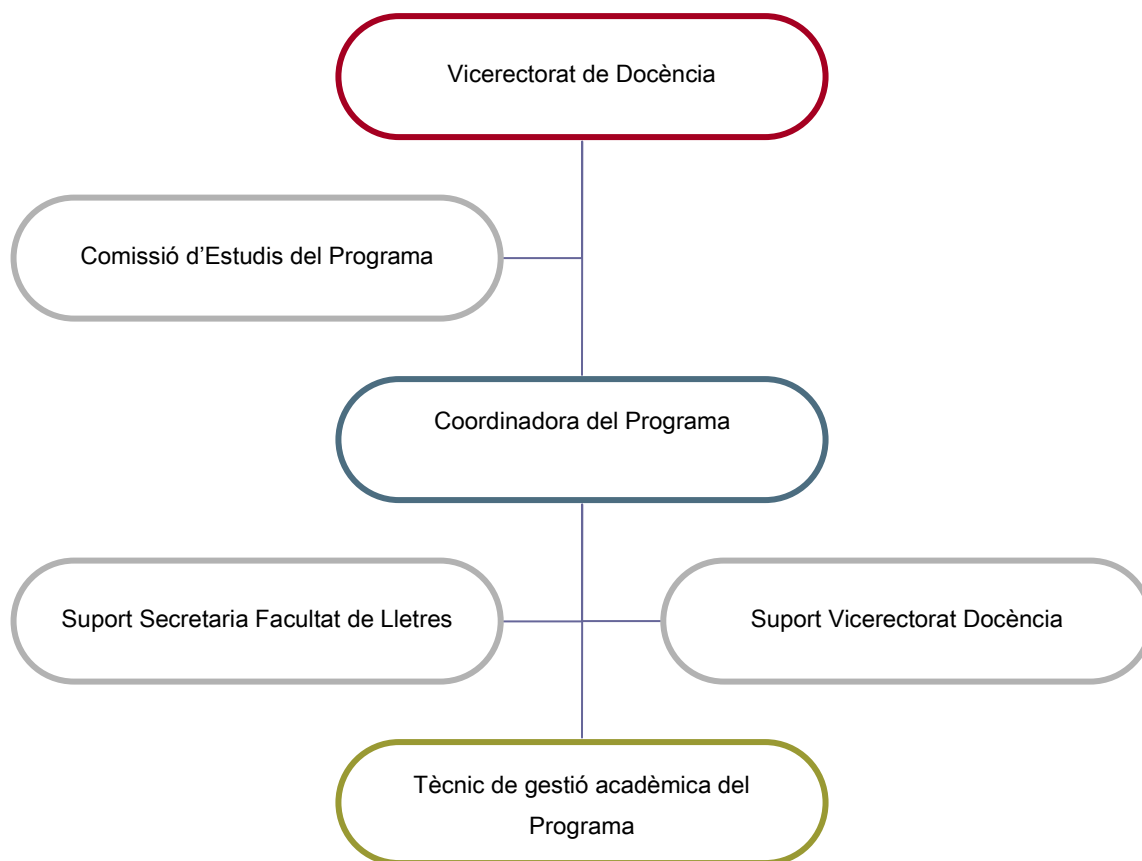 Vicerectorat de Docència
Comissió d’Estudis del Programa
Coordinadora del Programa
Suport Secretaria Facultat de Lletres
Suport Vicerectorat Docència
Tècnic de gestió acadèmica del
Programa